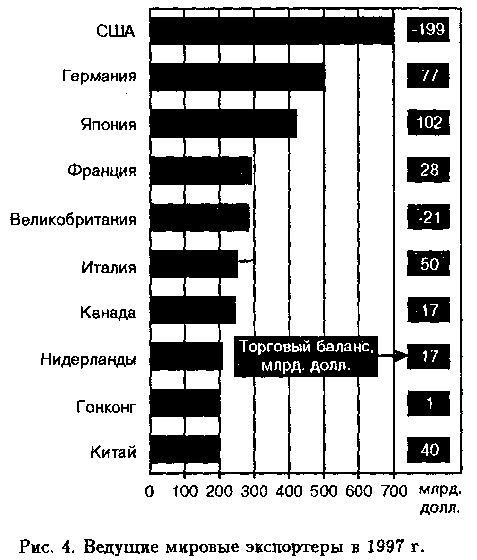 США -199
Германия 77
Япония 102
Франция 28
Великобритания -21
Италия 50
Канада 17
Нидерланды 17
Торговый баланс,
млрд. долл.
Гонконг 1
Китай 40
0 100 200 300 400 500 600 700 млрд.
долл.
Рис. 4. Ведущие мировые экспортеры в 1997 г.